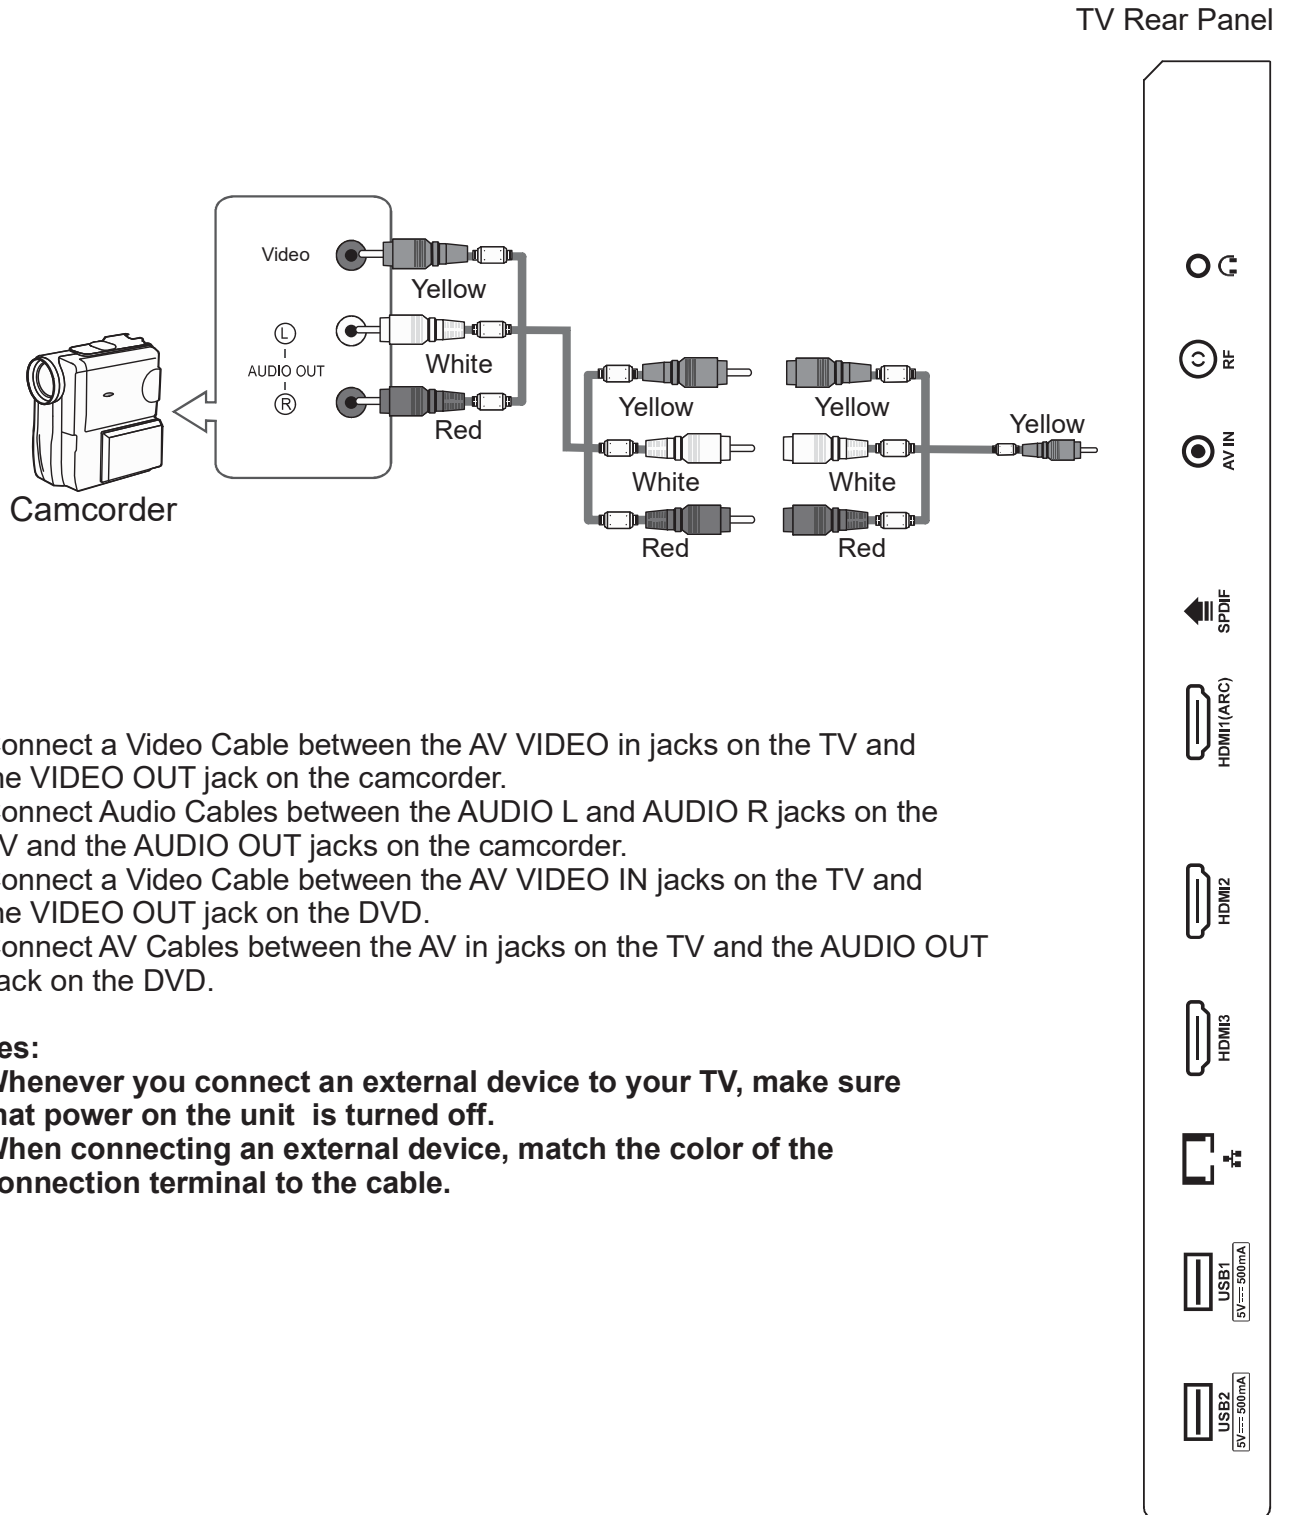 TV Rear Panel
Video
Yellow
L
AUDIO OUT
R
White
Red
Camcorder
Yellow
White
Red
Yellow
White
Red
Yellow
RF
AV IN
SPDIF
HDMI1(ARC)
HDMI2
HDMI3
USB1
5V⎓500mA
USB2
5V⎓500mA
onnect a Video Cable between the AV VIDEO in jacks on the TV and
he VIDEO OUT jack on the camcorder.
onnect Audio Cables between the AUDIO L and AUDIO R jacks on the
V and the AUDIO OUT jacks on the camcorder.
onnect a Video Cable between the AV VIDEO IN jacks on the TV and
he VIDEO OUT jack on the DVD.
onnect AV Cables between the AV in jacks on the TV and the AUDIO OUT
ack on the DVD.
es:
Whenever you connect an external device to your TV, make sure
hat power on the unit is turned off.
When connecting an external device, match the color of the
onnection terminal to the cable.